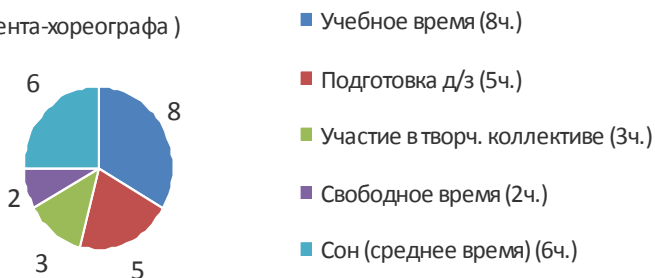 ента-хореографа )
Учебное время (8ч.)
Подготовка д/з (5ч.)
Участие в творч. коллективе (3ч.)
Свободное время (2ч.)
Сон (среднее время) (6ч.)
6
8
2
3
5